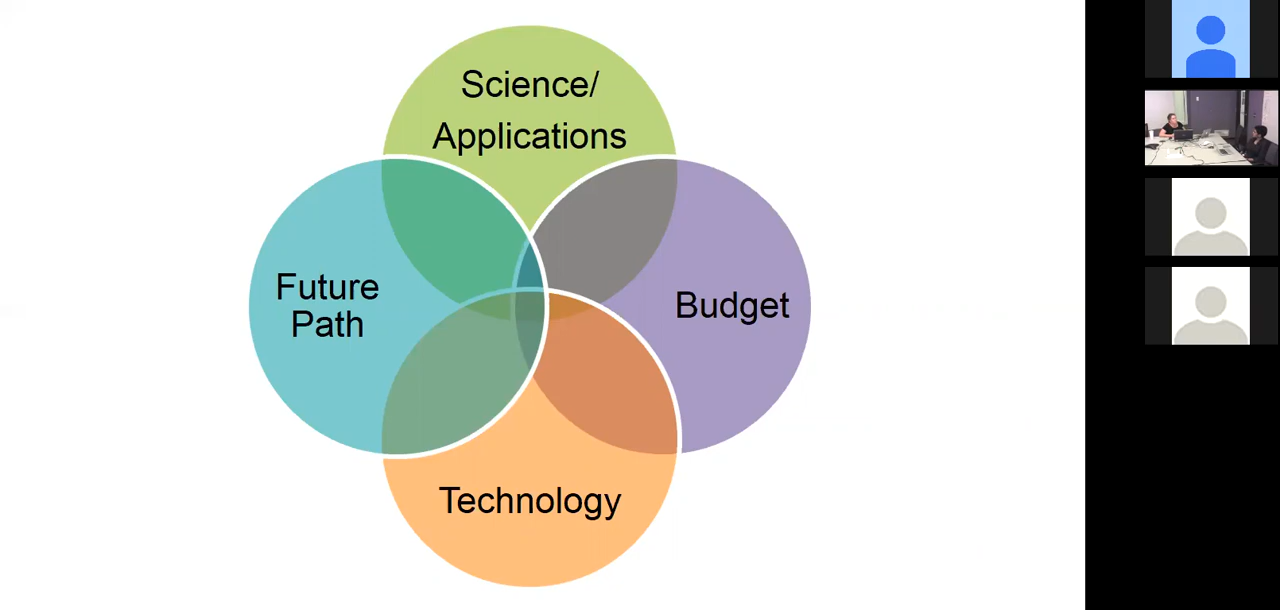 Science/
Applications
Future
Path
Budget
Technology